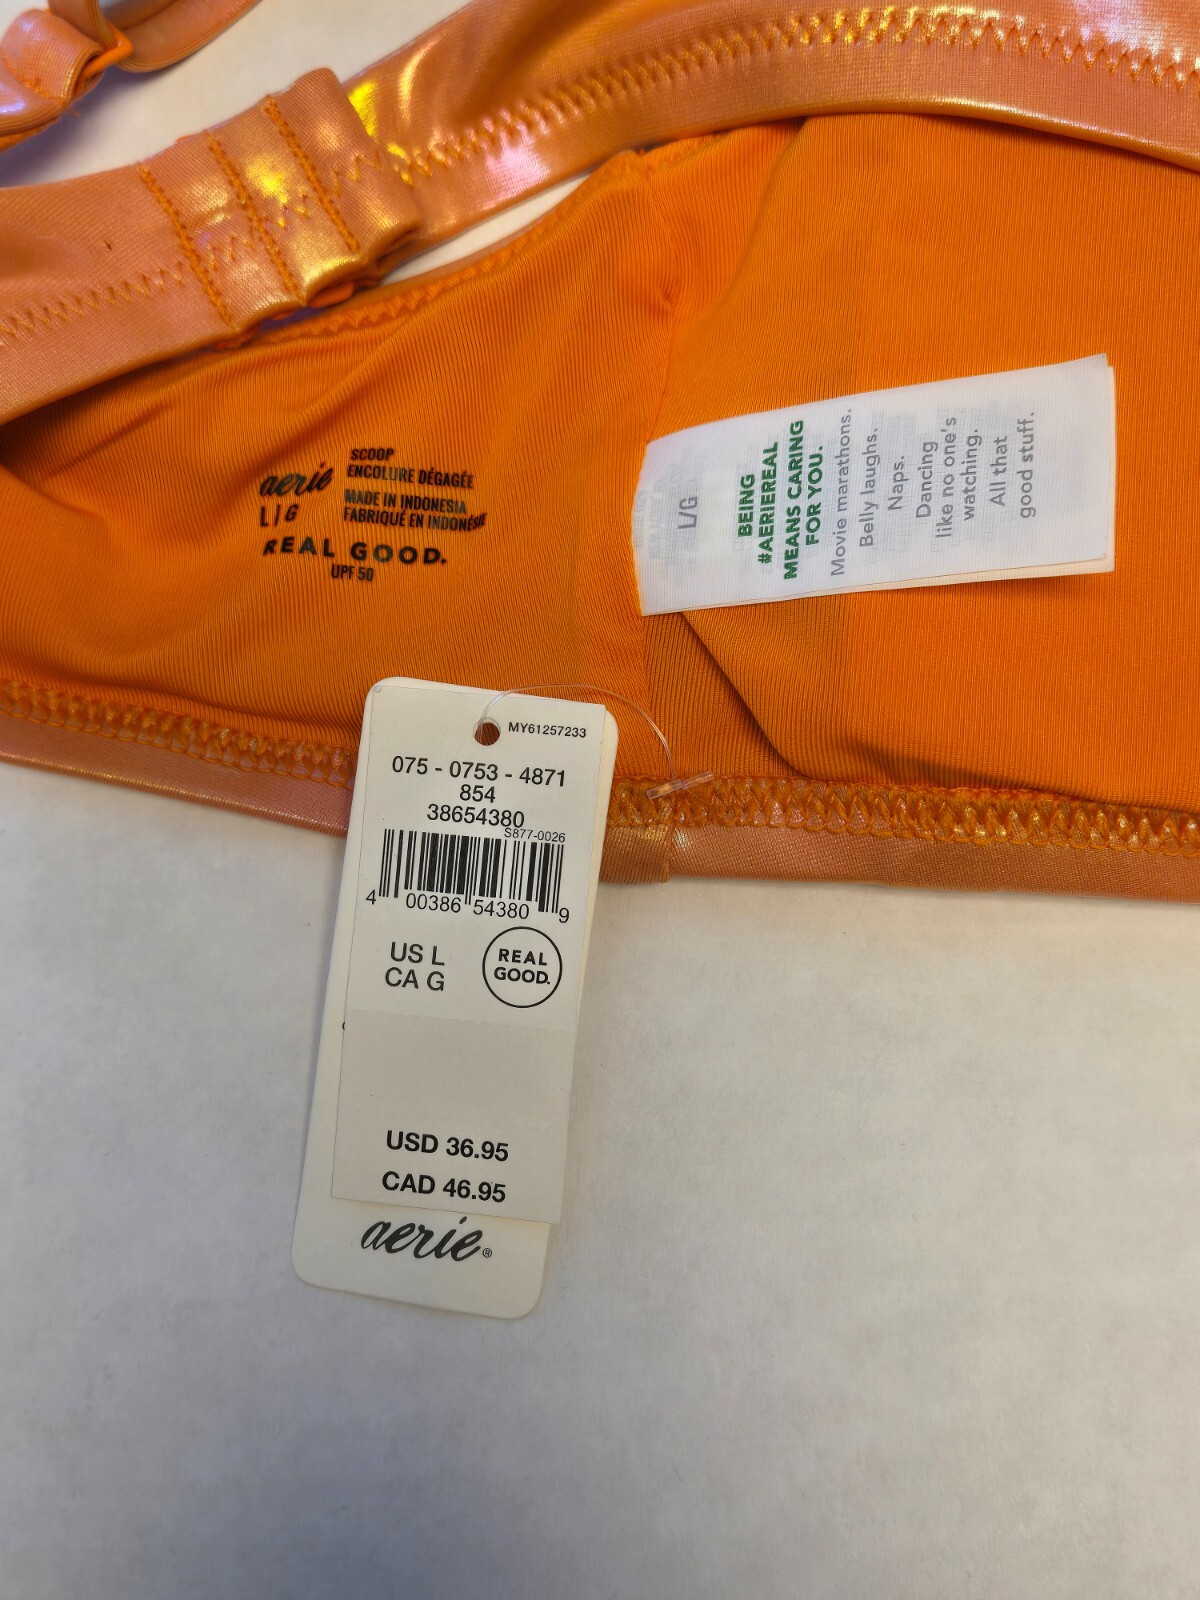 aerie
L | G
SCOOP
ENCOLURE DÉGAGÉE
MADE IN INDONESIA
FABRIQUÉ EN INDONÉSIE
REAL GOOD.
UPF 50
L/G
BEING
#AERIEREAL
MEANS CARING
FOR YOU.
Movie marathons.
Belly laughs.
Naps.
Dancing
like no one's
watching.
All that
good stuff.
MY61257233
075 - 0753 - 4871
854
38654380
S877-0026
4 00386 54380 9
US L
CA G
REAL
GOOD.
USD 36.95
CAD 46.95
aerie®